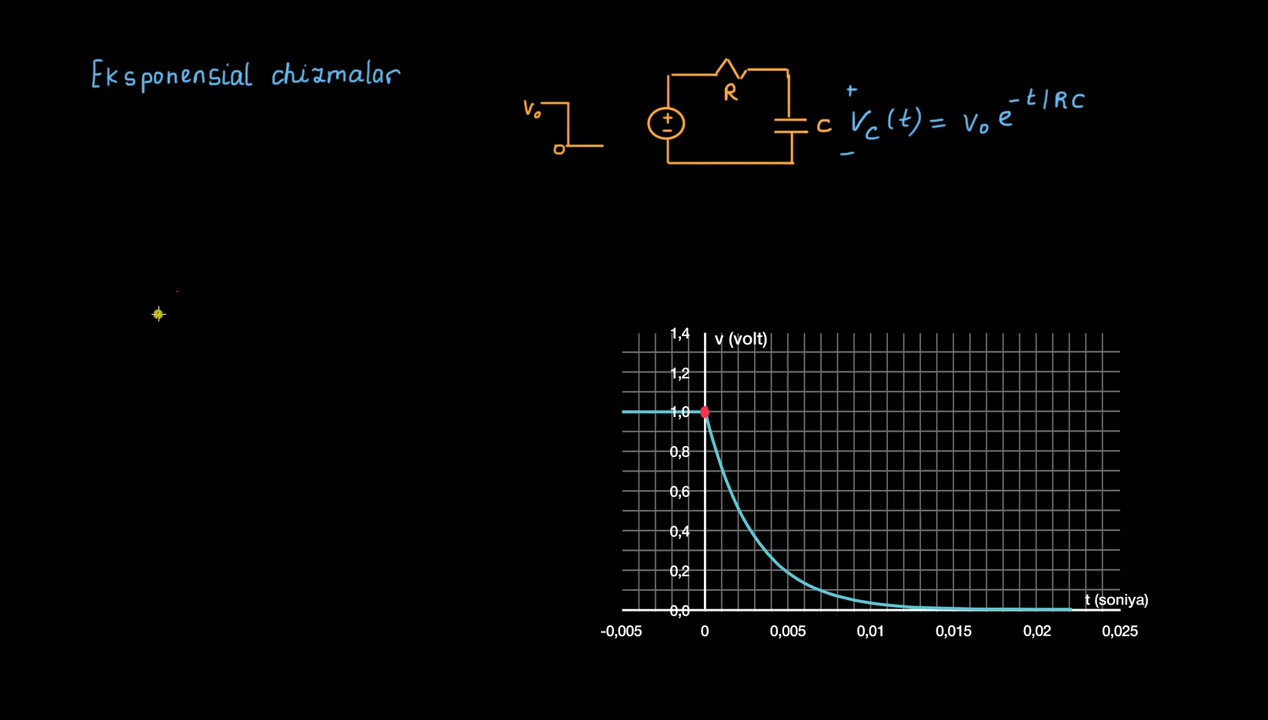 Eksponensial chizmalar
V₀
0
+
−
R
C
+
V_C(t) = V₀ e^(-t/RC)
−
v (volt)
1,4
1,2
1,0
0,8
0,6
0,4
0,2
0,0
t (soniya)
-0,005 0 0,005 0,01 0,015 0,02 0,025